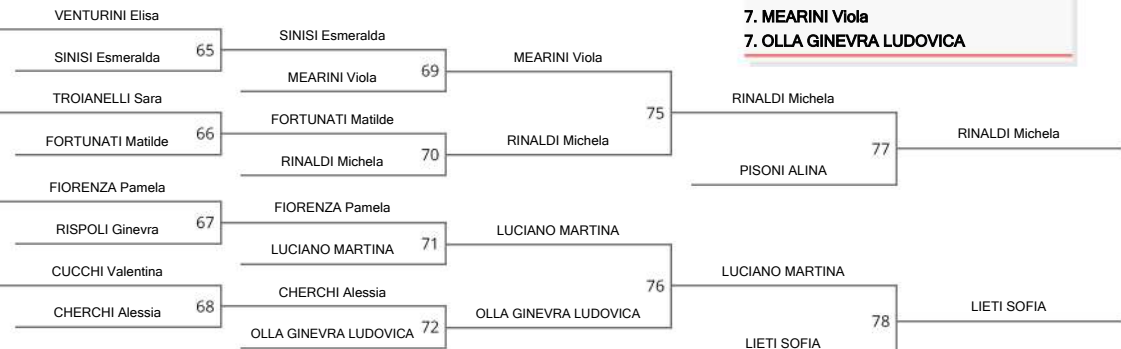 VENTURINI Elisa
7. MEARINI Viola
7. OLLA GINEVRA LUDOVICA
SINISI Esmeralda
65
SINISI Esmeralda
MEARINI Viola
69
MEARINI Viola
TROIANELLI Sara
RINALDI Michela
75
FORTUNATI Matilde
66
FORTUNATI Matilde
RINALDI Michela
RINALDI Michela
77
RINALDI Michela
70
PISONI ALINA
FIORENZA Pamela
FIORENZA Pamela
RISPOLI Ginevra
67
LUCIANO MARTINA
LUCIANO MARTINA
71
CUCCHI Valentina
LUCIANO MARTINA
76
CHERCHI Alessia
CHERCHI Alessia
68
OLLA GINEVRA LUDOVICA
LIETI SOFIA
78
OLLA GINEVRA LUDOVICA
72
LIETI SOFIA